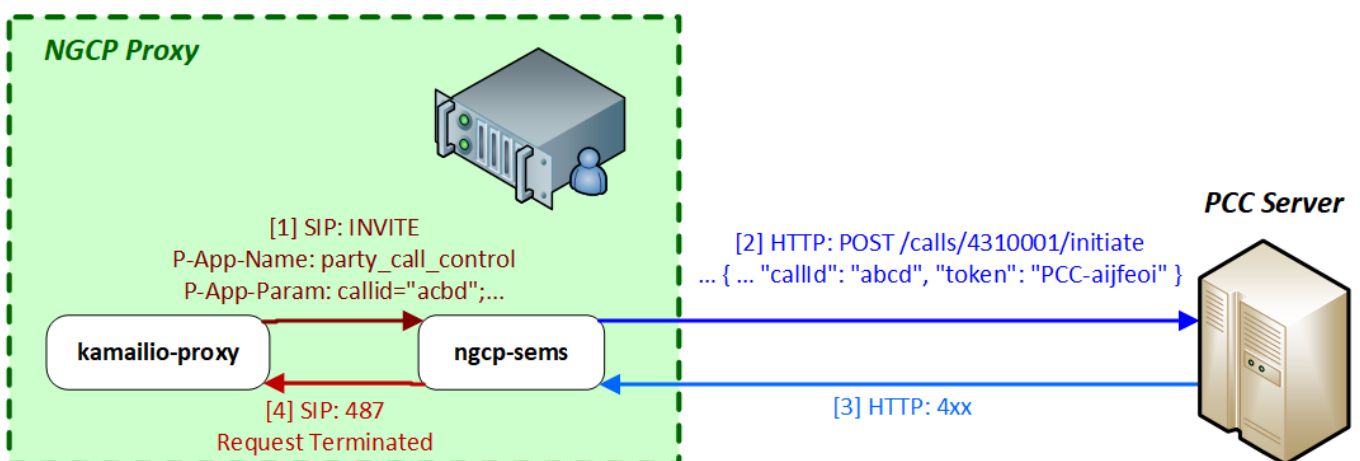 NGCP Proxy
[1] SIP: INVITE
P-App-Name: party_call_control
P-App-Param: callid="acbd";...
kamailio-proxy
ngcp-sems
[4] SIP: 487
Request Terminated
[2] HTTP: POST /calls/4310001/initiate
... { ... "callId": "abcd", "token": "PCC-aijfeoi" }
[3] HTTP: 4xx
PCC Server